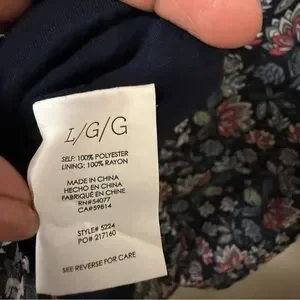 L/G/G
SELF: 100% POLYESTER
LINING: 100% RAYON
MADE IN CHINA
HECHO EN CHINA
FABRIQUÉ EN CHINE
RN#54077
CA#59814
STYLE# 5224
PO# 217160
SEE REVERSE FOR CARE